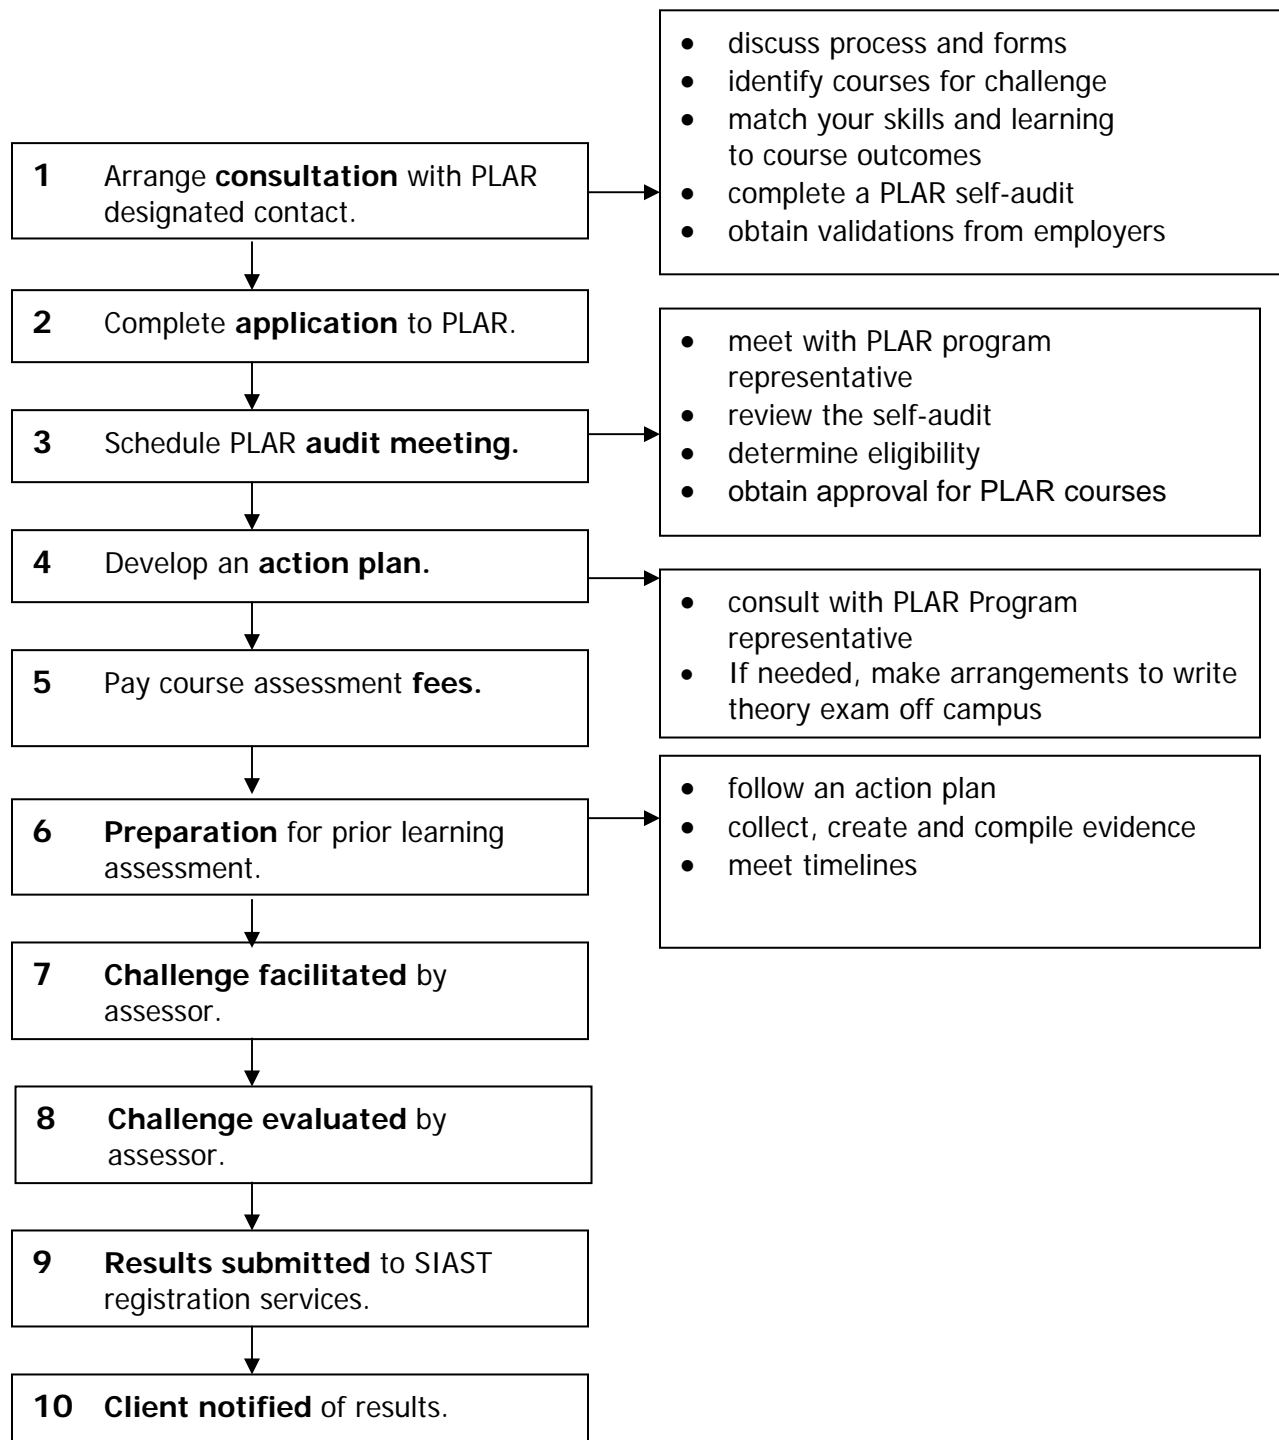 1 Arrange consultation with PLAR
designated contact.
• discuss process and forms
• identify courses for challenge
• match your skills and learning
to course outcomes
• complete a PLAR self-audit
• obtain validations from employers
2 Complete application to PLAR.
3 Schedule PLAR audit meeting.
• meet with PLAR program
representative
• review the self-audit
• determine eligibility
• obtain approval for PLAR courses
4 Develop an action plan.
• consult with PLAR Program
representative
• If needed, make arrangements to write
theory exam off campus
5 Pay course assessment fees.
6 Preparation for prior learning
assessment.
• follow an action plan
• collect, create and compile evidence
• meet timelines
7 Challenge facilitated by
assessor.
8 Challenge evaluated by
assessor.
9 Results submitted to SIAST
registration services.
10 Client notified of results.